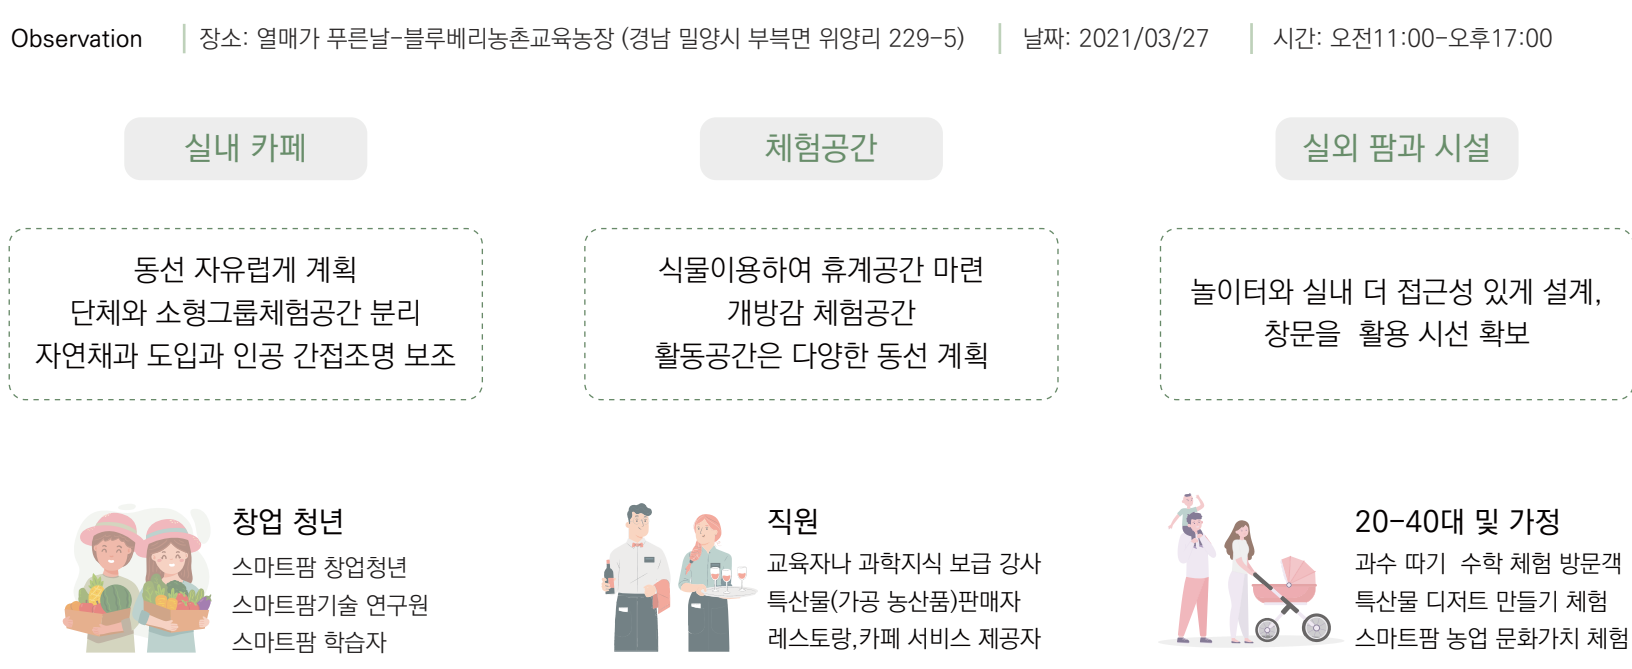 Observation
장소: 열매가 푸른날-블루베리농촌교육농장 (경남 밀양시 부븍면 위양리 229-5)
날짜: 2021/03/27
시간: 오전11:00-오후17:00
실내 카페
체험공간
실외 팜과 시설
동선 자유럽게 계획
단체와 소형그룹체험공간 분리
자연채과 도입과 인공 간접조명 보조
식물이용하여 휴계공간 마련
개방감 체험공간
활동공간은 다양한 동선 계획
놀이터와 실내 더 접근성 있게 설계,
창문을 활용 시선 확보
창업 청년
스마트팜 창업청년
스마트팜기술 연구원
스마트팜 학습자
직원
교육자나 과학지식 보급 강사
특산물(가공 농산품)판매자
레스토랑,카페 서비스 제공자
20-40대 및 가정
과수 따기 수학 체험 방문객
특산물 디저트 만들기 체험
스마트팜 농업 문화가치 체험